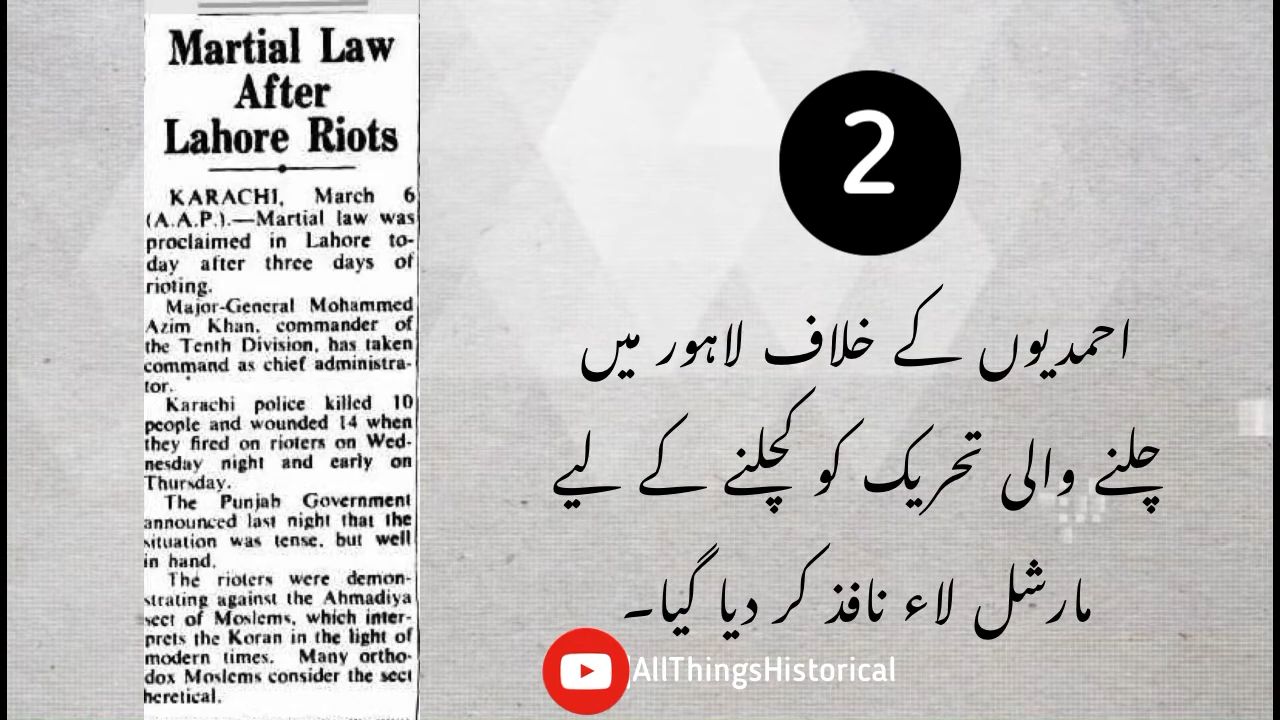 Martial Law
After
Lahore Riots
KARACHI, March 6
(A.A.P.).—Martial law was
proclaimed in Lahore to-
day after three days of
rioting.
Major-General Mohammed
Azim Khan, commander of
the Tenth Division, has taken
command as chief administra-
tor.
Karachi police killed 10
people and wounded 14 when
they fired on rioters on Wed-
nesday night and early on
Thursday.
The Punjab Government
announced last night that the
situation was tense, but well
in hand.
The rioters were demon-
strating against the Ahmadiya
sect of Moslems, which inter-
prets the Koran in the light of
modern times. Many ortho-
dox Moslems consider the sect
heretical.
2
احمدیوں کے خلاف لاہور میں
چلنے والی تحریک کو کچلنے کے لیے
مارشل لاء نافذ کر دیا گیا۔
/AllThingsHistorical